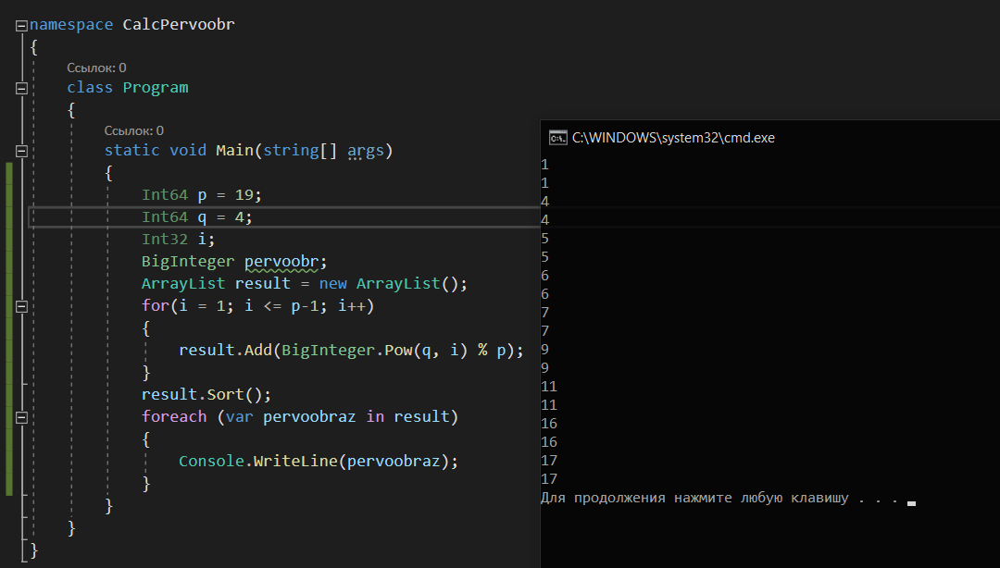 namespace CalcPervoobr
{
Ссылок: 0
class Program
{
Ссылок: 0
static void Main(string[] args)
{
Int64 p = 19;
Int64 q = 4;
Int32 i;
BigInteger pervoobr;
ArrayList result = new ArrayList();
for(i = 1; i <= p-1; i++)
{
result.Add(BigInteger.Pow(q, i) % p);
}
result.Sort();
foreach (var pervoobraz in result)
{
Console.WriteLine(pervoobraz);
}
}
}
}
C:\WINDOWS\system32\cmd.exe
1
1
4
4
5
5
6
6
7
7
9
9
11
11
16
16
17
17
Для продолжения нажмите любую клавишу . . .